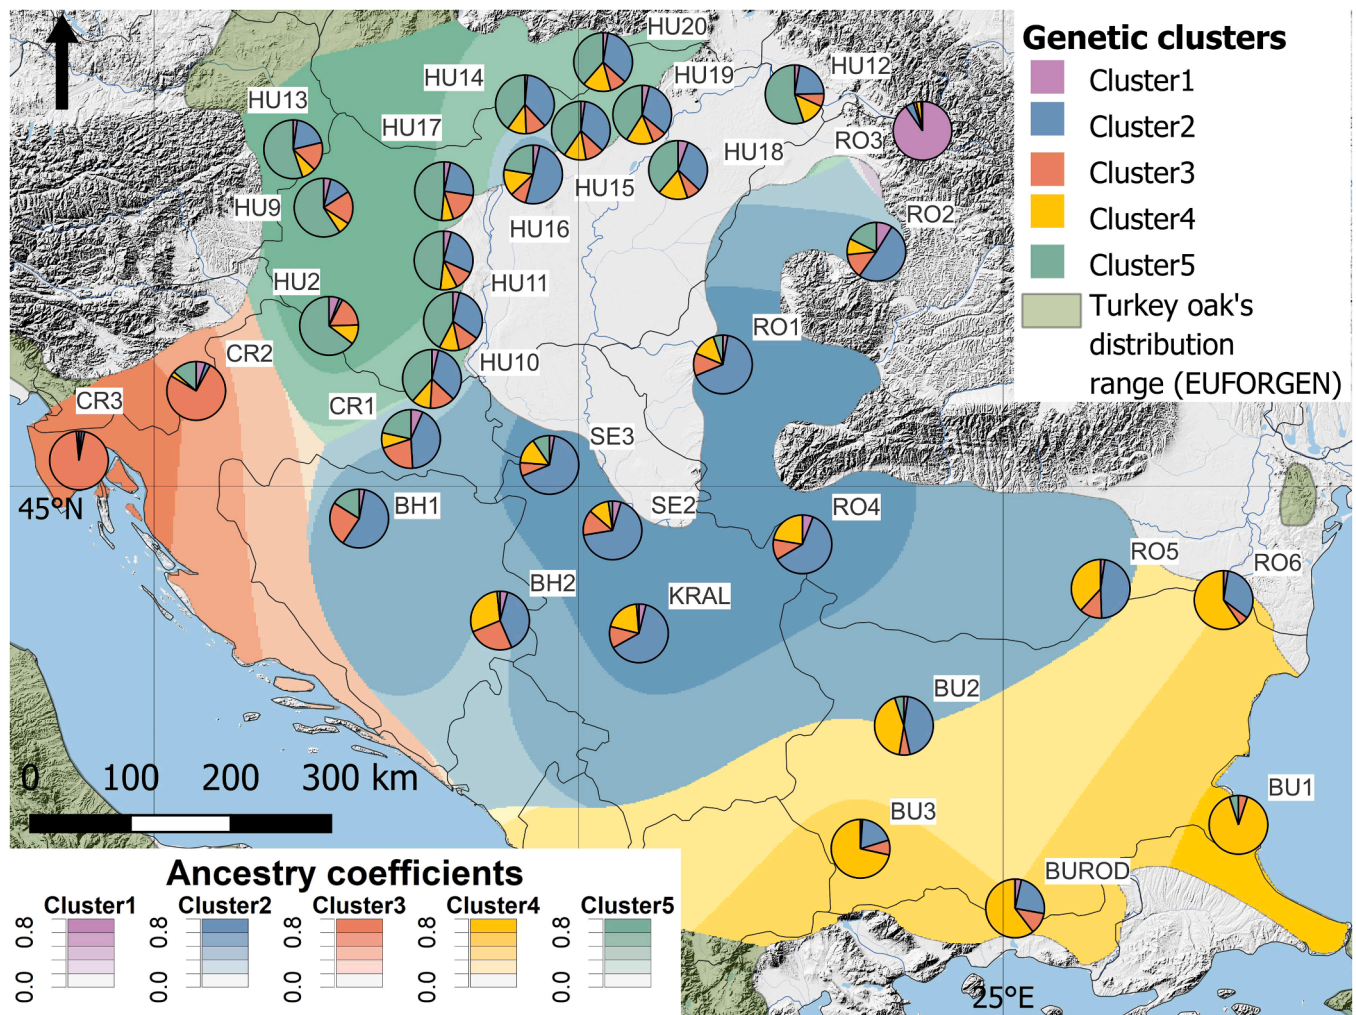 HU20
HU14
HU19
HU12
HU13
HU17
HU18
RO3
HU15
HU9
HU16
RO2
HU2
HU11
RO1
CR2
HU10
CR3
CR1
SE3
45°N
BH1
SE2
RO4
RO5
RO6
BH2
KRAL
BU2
BU1
BU3
BUROD
25°E
0 100 200 300 km
Genetic clusters
Cluster1
Cluster2
Cluster3
Cluster4
Cluster5
Turkey oak's
distribution
range (EUFORGEN)
Ancestry coefficients
Cluster1 Cluster2 Cluster3 Cluster4 Cluster5
0.8 0.8 0.8 0.8 0.8
0.0 0.0 0.0 0.0 0.0